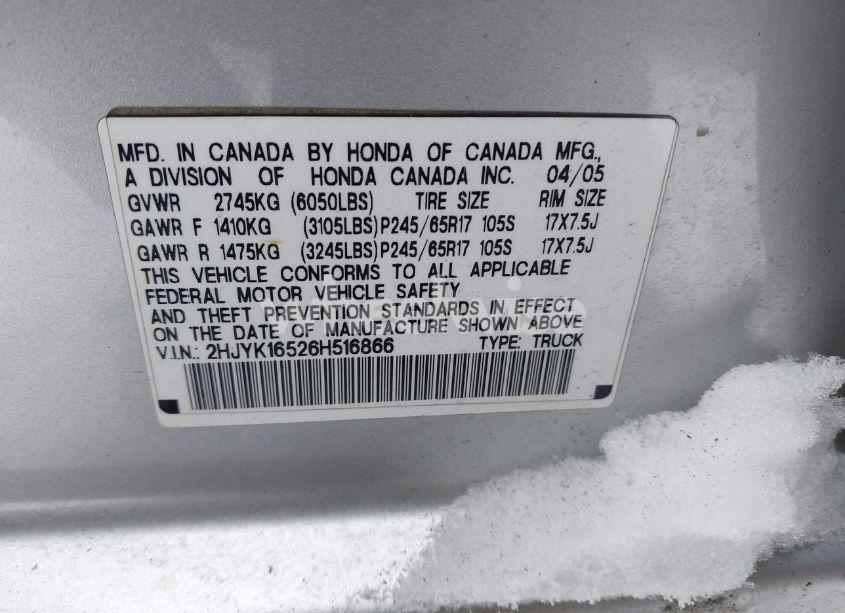 MFD. IN CANADA BY HONDA OF CANADA MFG.,
A DIVISION OF HONDA CANADA INC. 04/05
GVWR 2745KG (6050LBS) TIRE SIZE RIM SIZE
GAWR F 1410KG (3105LBS) P245/65R17 105S 17X7.5J
GAWR R 1475KG (3245LBS) P245/65R17 105S 17X7.5J
THIS VEHICLE CONFORMS TO ALL APPLICABLE
FEDERAL MOTOR VEHICLE SAFETY
AND THEFT PREVENTION STANDARDS IN EFFECT
ON THE DATE OF MANUFACTURE SHOWN ABOVE.
V.I.N.: 2HJYK16526H516866 TYPE: TRUCK